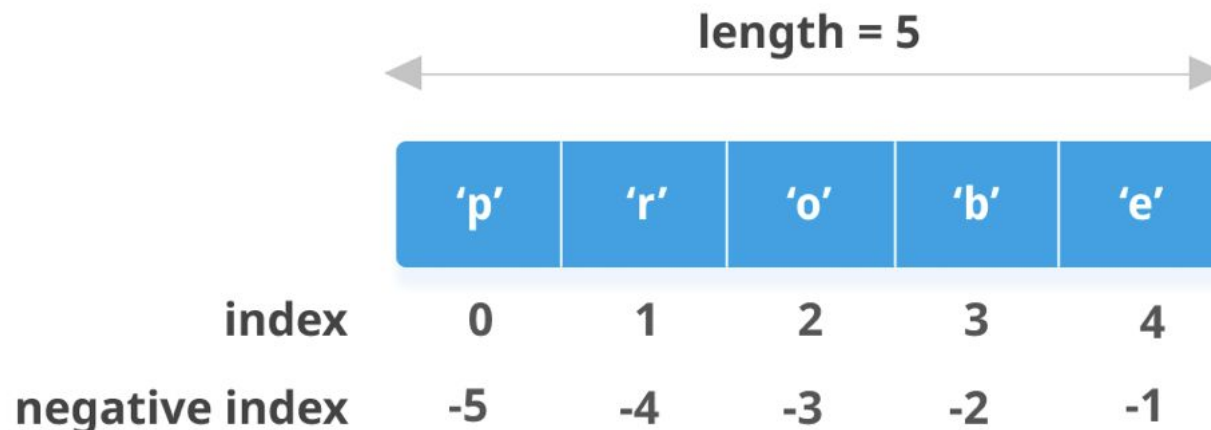 length = 5
‘p’ ‘r’ ‘o’ ‘b’ ‘e’
index 0 1 2 3 4
negative index -5 -4 -3 -2 -1